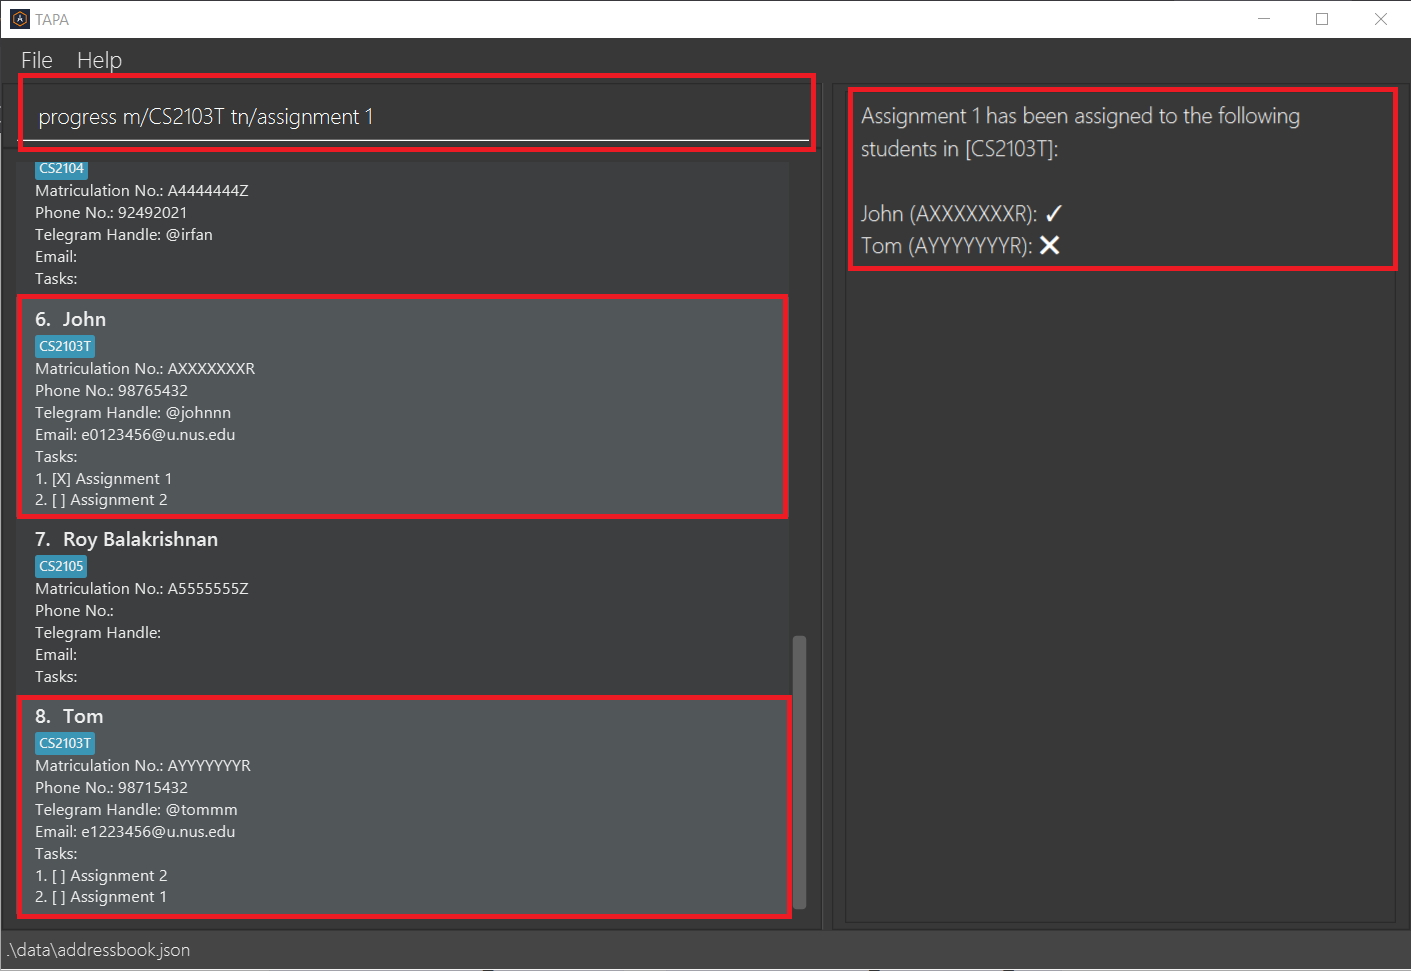 TAPA
File Help
progress m/CS2103T tn/assignment 1
CS2104
Matriculation No.: A4444444Z
Phone No.: 92492021
Telegram Handle: @irfan
Email:
Tasks:
6. John
CS2103T
Matriculation No.: AXXXXXXXR
Phone No.: 98765432
Telegram Handle: @johnnn
Email: e0123456@u.nus.edu
Tasks:
1. [X] Assignment 1
2. [ ] Assignment 2
7. Roy Balakrishnan
CS2105
Matriculation No.: A5555555Z
Phone No.:
Telegram Handle:
Email:
Tasks:
8. Tom
CS2103T
Matriculation No.: AYYYYYYYR
Phone No.: 98715432
Telegram Handle: @tommm
Email: e1223456@u.nus.edu
Tasks:
1. [ ] Assignment 2
2. [ ] Assignment 1
Assignment 1 has been assigned to the following
students in [CS2103T]:
John (AXXXXXXXR): ✓
Tom (AYYYYYYYR): ✕
.\data\addressbook.json